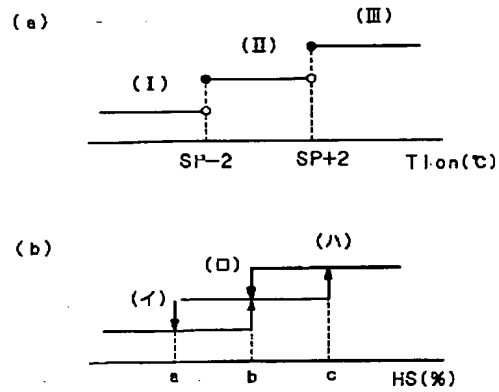 (a)
(Ⅲ)
(Ⅱ)
(Ⅰ)
SP−2 SP+2 Tion(℃)
(b)
(ハ)
(ロ)
(イ)
a b c HS(%)